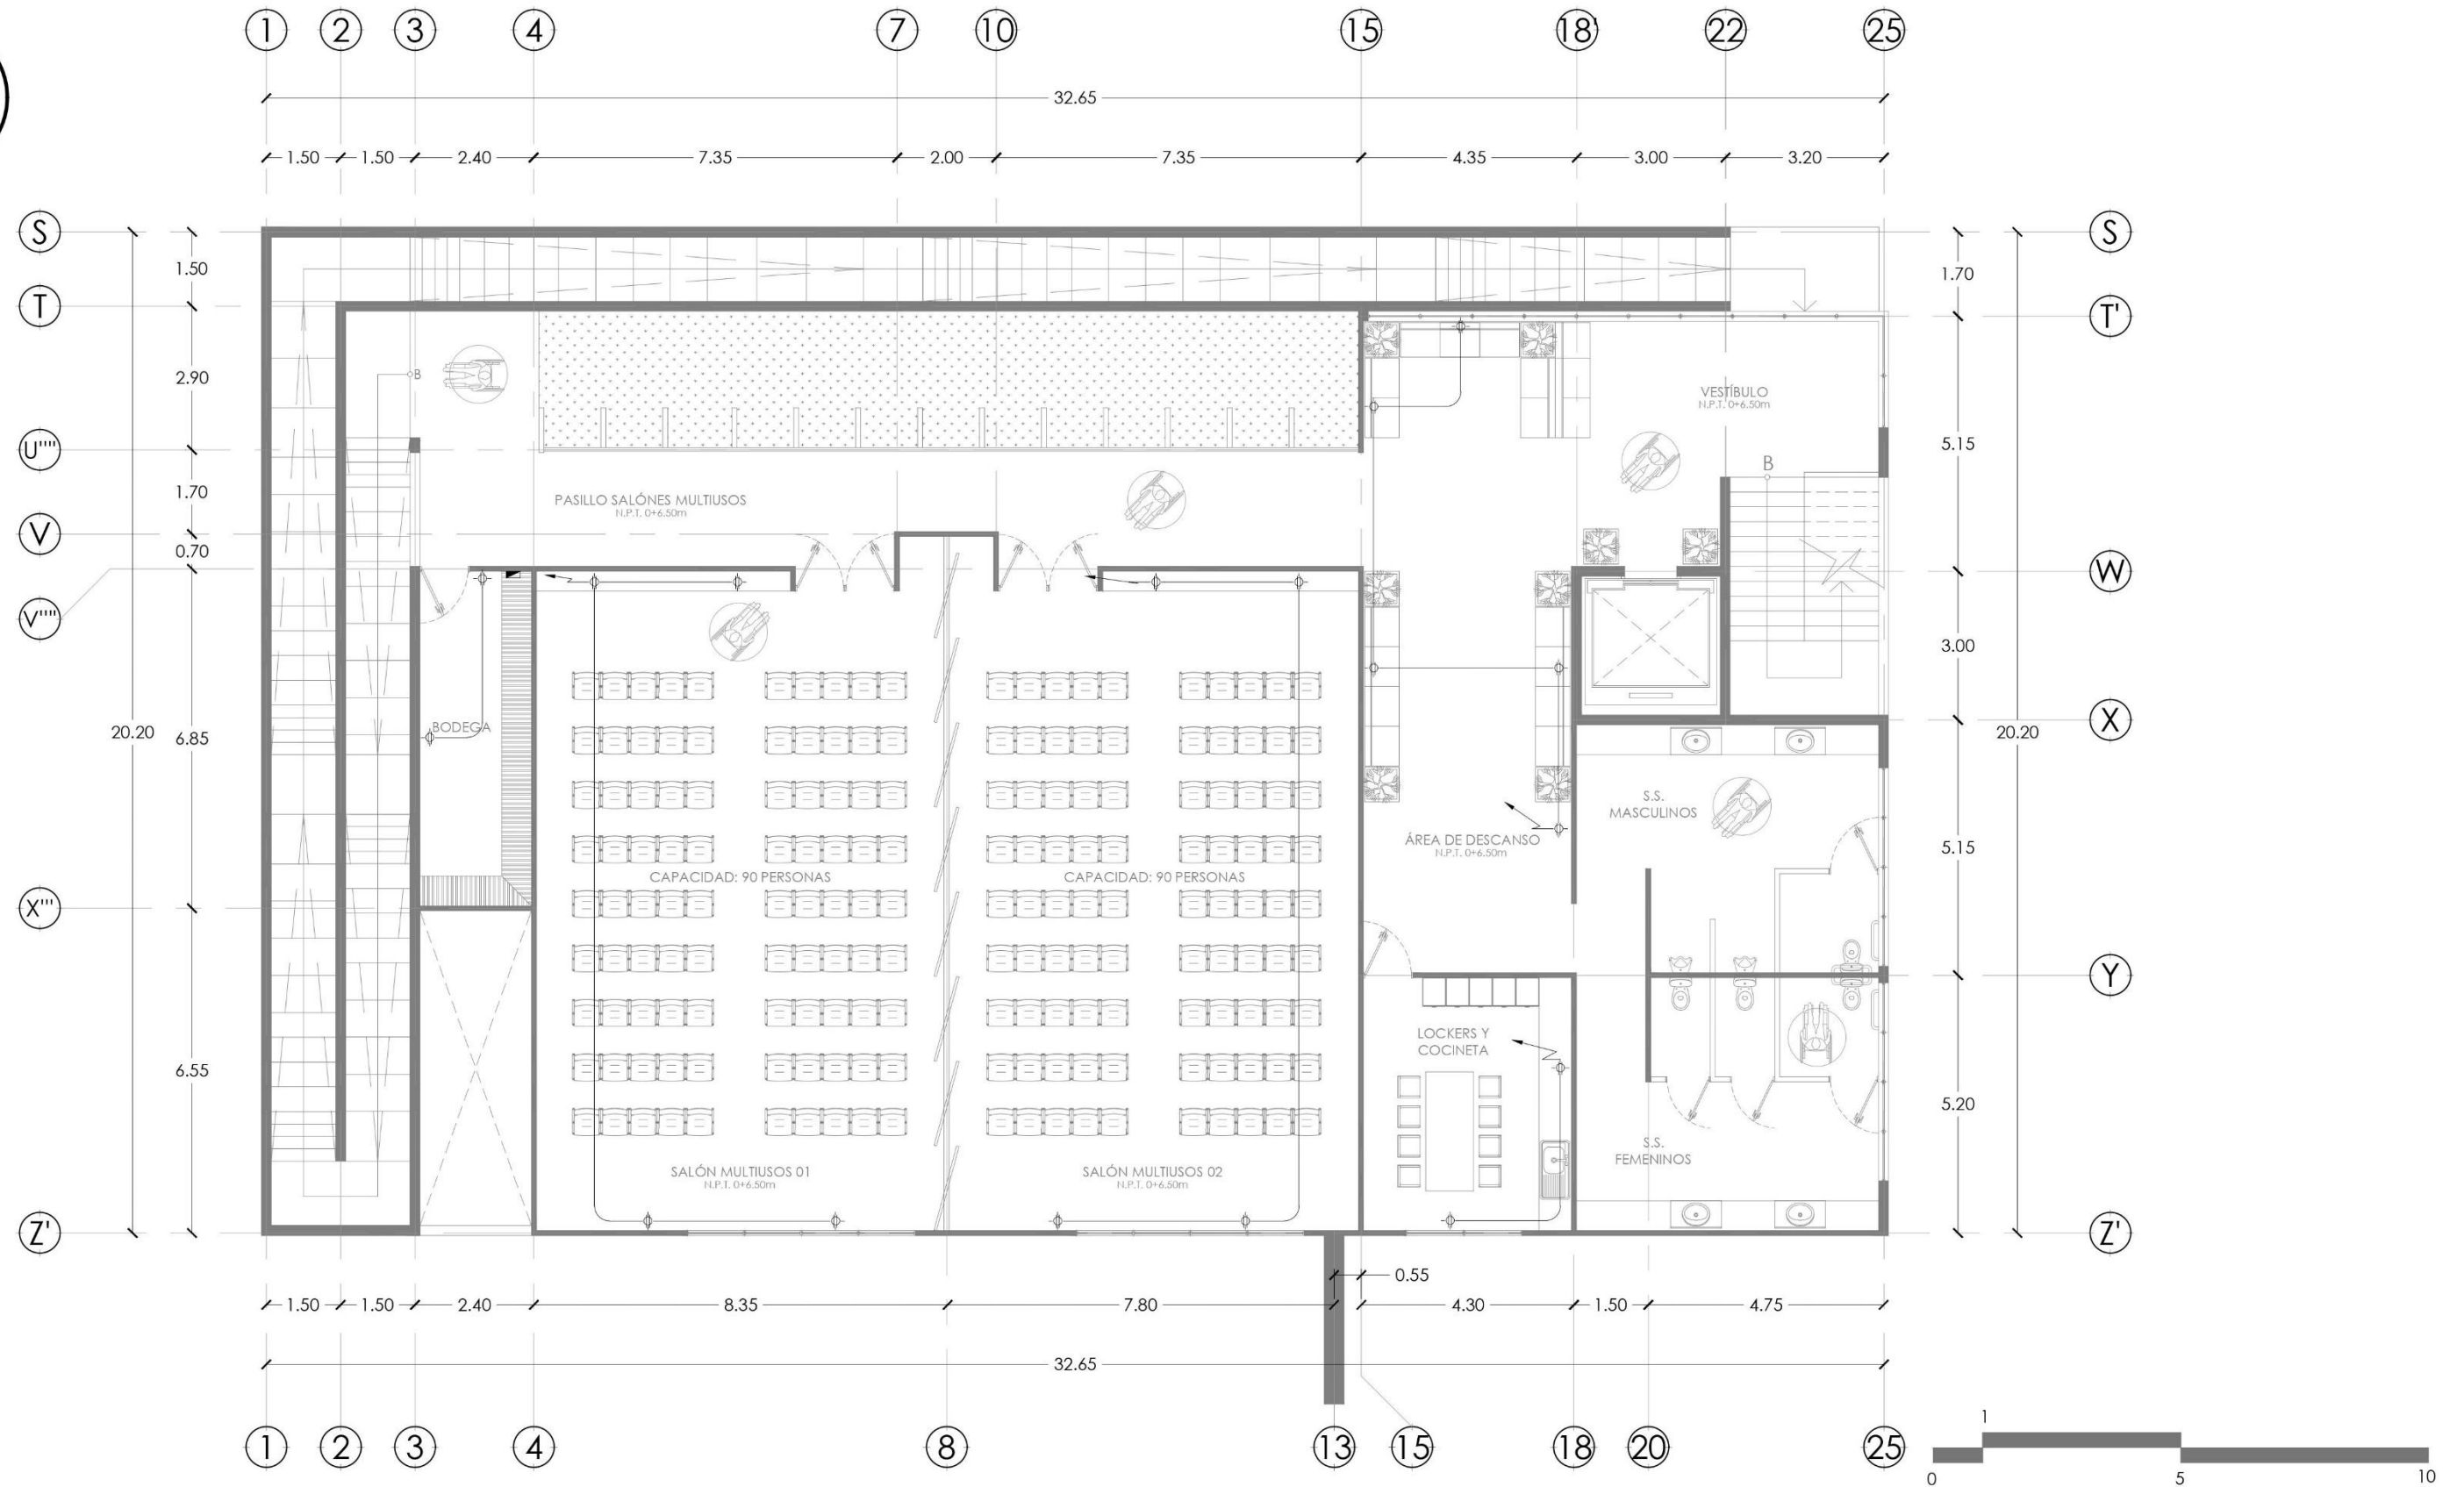 1 2 3 4 7 10 15 18' 22 25
32.65
1.50 1.50 2.40 7.35 2.00 7.35 4.35 3.00 3.20
S S
1.50 1.70
T T'
2.90
B
VESTÍBULO
N.P.T. 0+6.50m
U'''' 5.15
B
1.70
PASILLO SALÓNES MULTIUSOS
N.P.T. 0+6.50m
V
0.70
W
V''''
3.00
X
20.20 6.85 BODEGA 20.20
S.S.
MASCULINOS
ÁREA DE DESCANSO
N.P.T. 0+6.50m
5.15
CAPACIDAD: 90 PERSONAS CAPACIDAD: 90 PERSONAS
X'''
Y
LOCKERS Y
COCINETA
6.55
5.20
S.S.
FEMENINOS
SALÓN MULTIUSOS 01 SALÓN MULTIUSOS 02
N.P.T. 0+6.50m N.P.T. 0+6.50m
Z' Z'
0.55
1.50 1.50 2.40 8.35 7.80 4.30 1.50 4.75
32.65
1 2 3 4 8 13 15 18 20 25
1
0 5 10